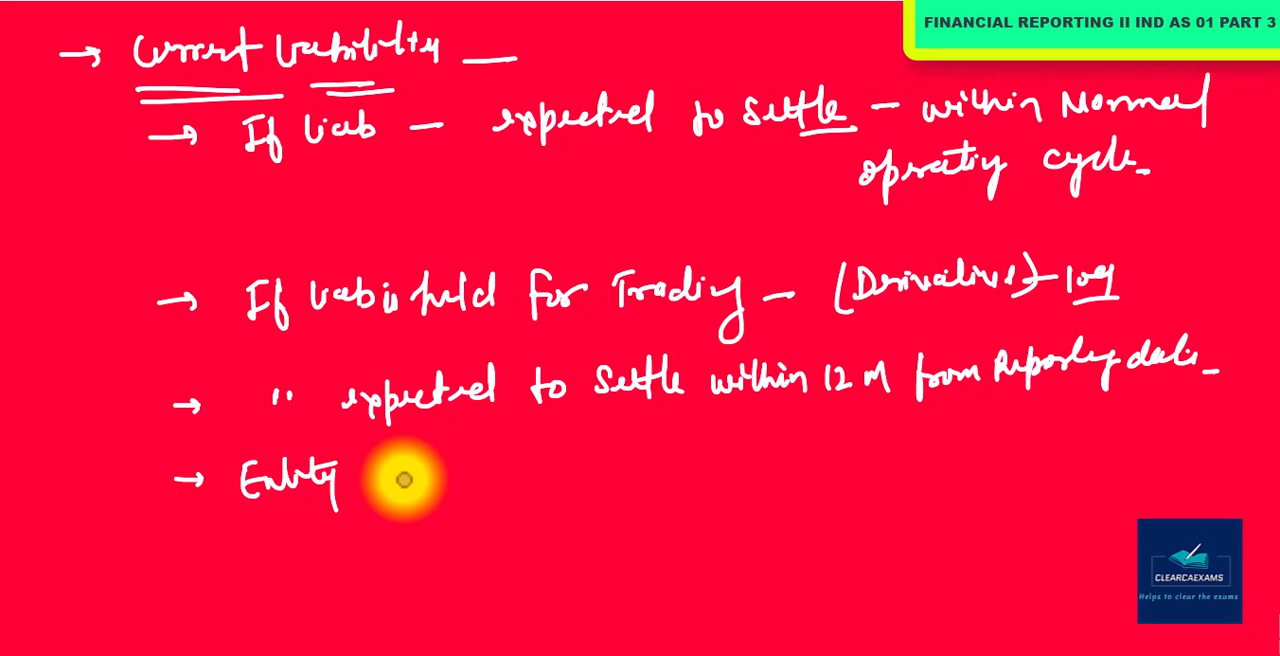 FINANCIAL REPORTING II IND AS 01 PART 3
→ Current liability —
→ If liab – expected to Settle – within Normal
operating cycle.
→ If liab is held For Trading – (Derivative) –
→ " expected to Settle within 12 M from Reporting date.
→ Entity
CLEARCAEXAMS
Helps to clear the exams